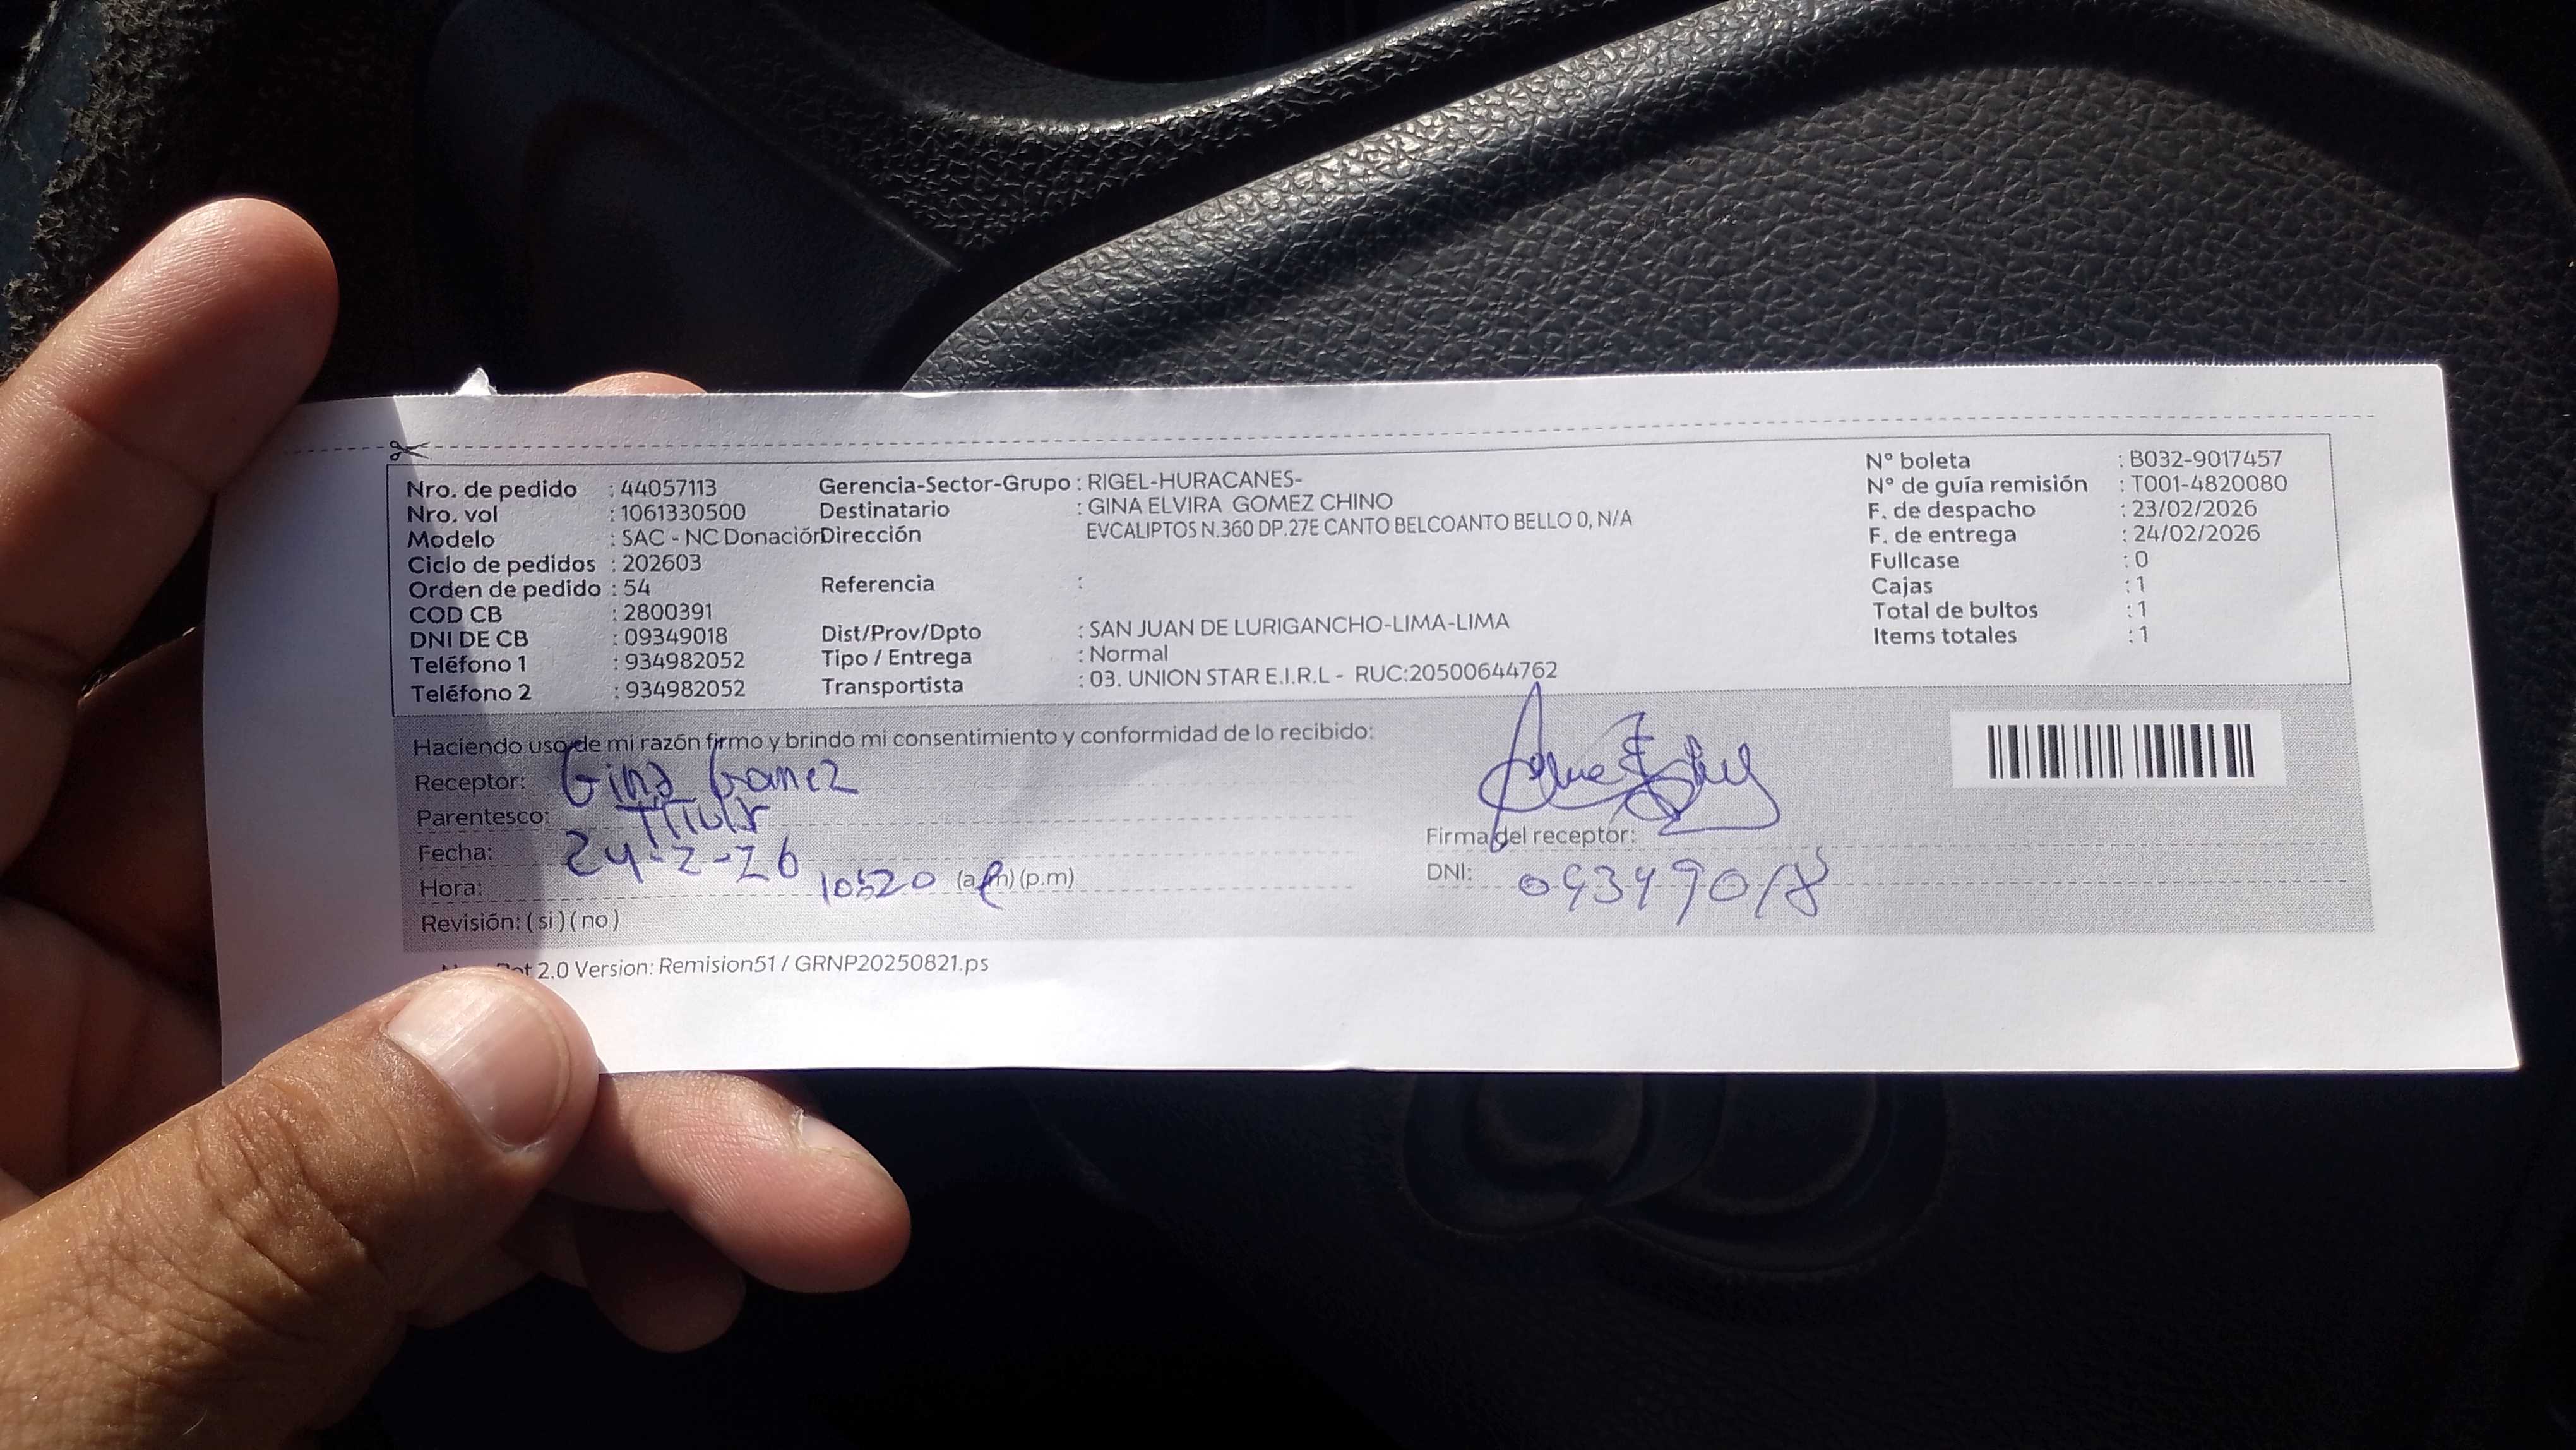 Nro. de pedido : 44057113
Nro. vol : 1061330500
Modelo : SAC - NC Donación
Ciclo de pedidos : 202603
Orden de pedido : 54
COD CB : 2800391
DNI DE CB : 09349018
Teléfono 1 : 934982052
Teléfono 2 : 934982052
Gerencia-Sector-Grupo : RIGEL-HURACANES-
Destinatario : GINA ELVIRA GOMEZ CHINO
Dirección EVCALIPTOS N.360 DP.27E CANTO BELCOANTO BELLO 0, N/A
Referencia :
Dist/Prov/Dpto : SAN JUAN DE LURIGANCHO-LIMA-LIMA
Tipo / Entrega : Normal
Transportista : 03. UNION STAR E.I.R.L - RUC:20500644762
N° boleta : B032-9017457
N° de guía remisión : T001-4820080
F. de despacho : 23/02/2026
F. de entrega : 24/02/2026
Fullcase : 0
Cajas : 1
Total de bultos : 1
Items totales : 1
Haciendo uso de mi razón firmo y brindo mi consentimiento y conformidad de lo recibido:
Receptor: Gina Gomez
Parentesco: Titular
Fecha: 24-2-26
Hora: 10:20 (a.m) (p.m)
Revisión: ( si ) ( no )
Firma del receptor:
DNI: 09349018
2.0 Version: Remision51 / GRNP20250821.ps